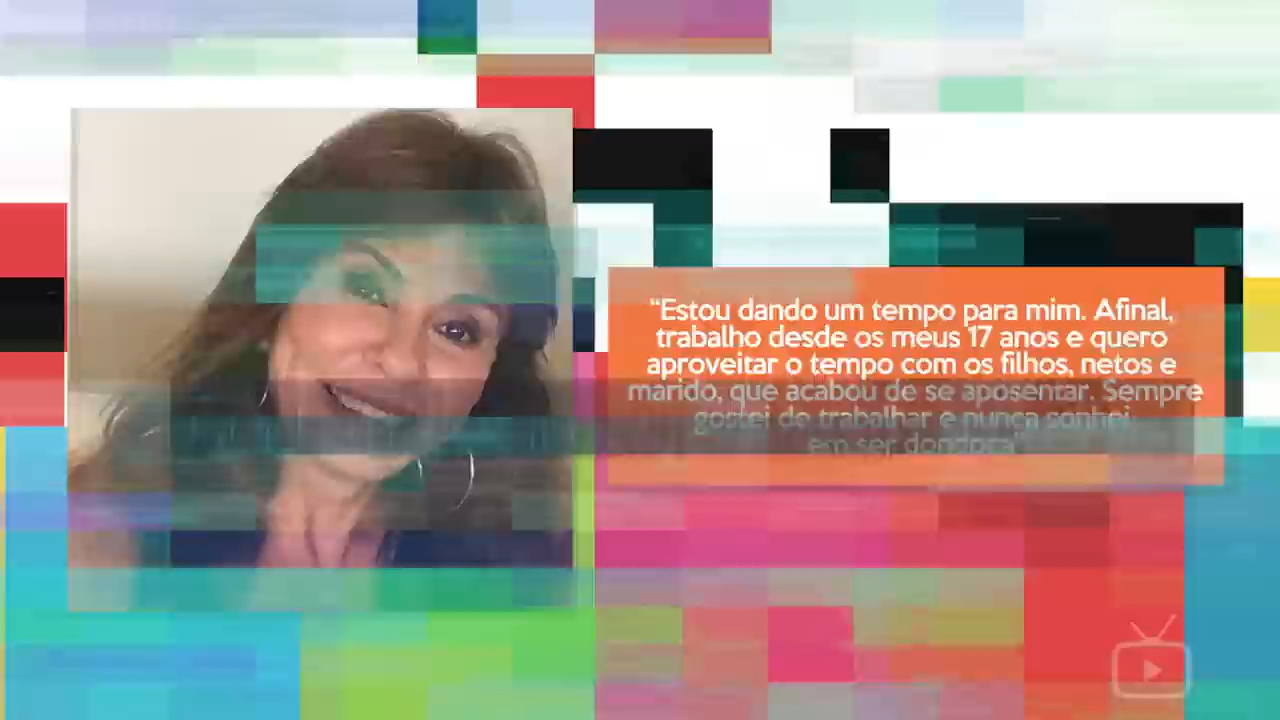 “Estou dando um tempo para mim. Afinal,
trabalho desde os meus 17 anos e quero
aproveitar o tempo com os filhos, netos e
marido, que acabou de se aposentar. Sempre
gostei de trabalhar e nunca sonhei
em ser dondoca”